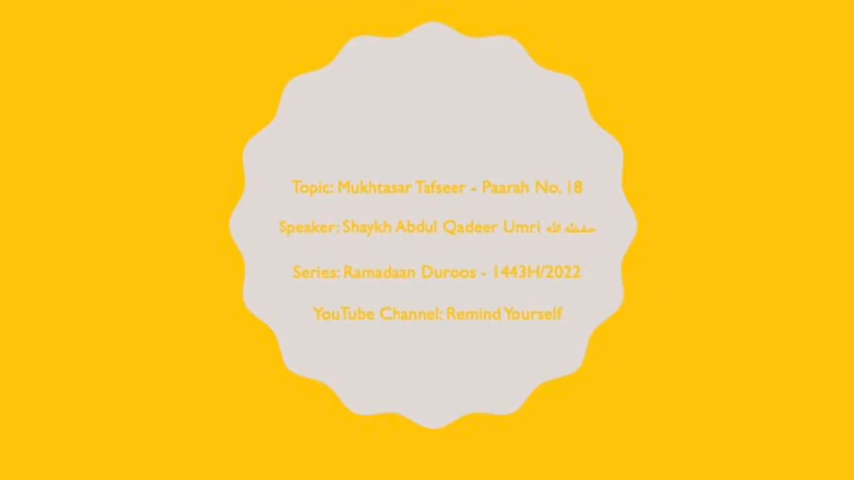 Topic: Mukhtasar Tafseer - Paarah No. 18
Speaker: Shaykh Abdul Qadeer Umri حفظه الله
Series: Ramadaan Duroos - 1443H/2022
YouTube Channel: Remind Yourself